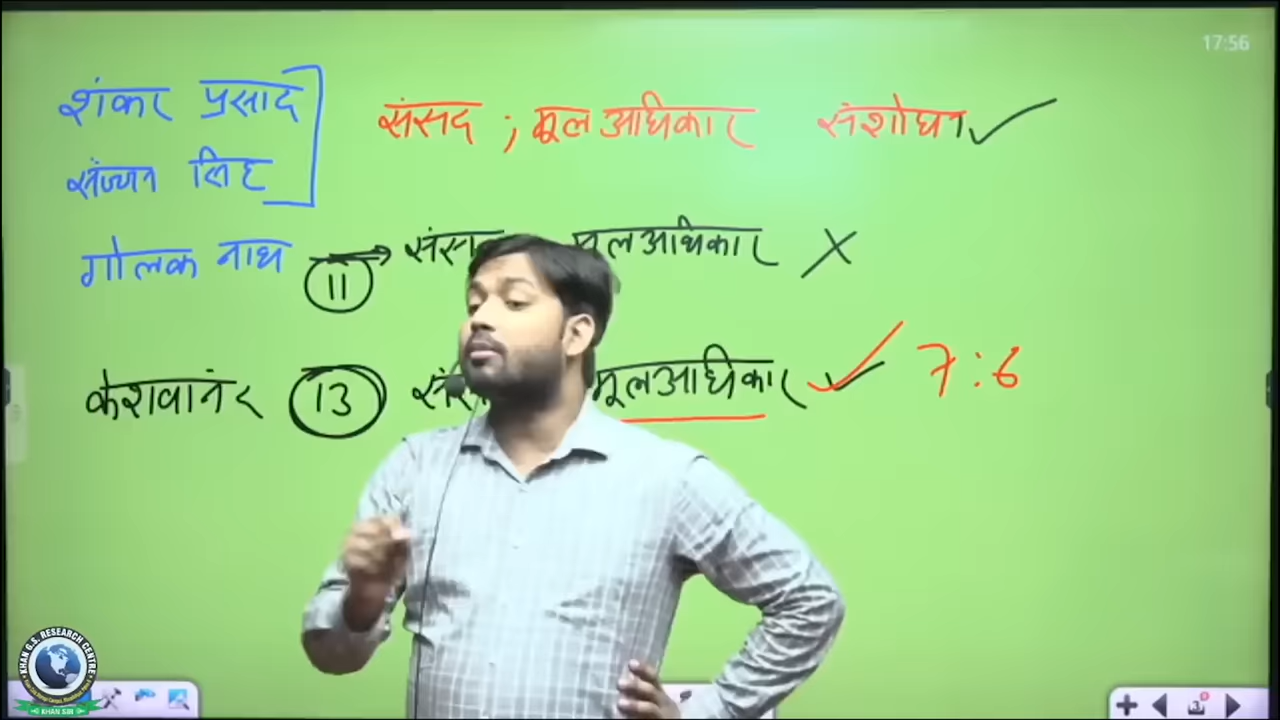 17:56
शंकर प्रसाद संसद ; मूल अधिकार संशोधन
सज्जन सिंह
गोलक नाथ 11 मूल अधिकार
केशवानंद 13 मूल अधिकार 7:6
KHAN G.S. RESEARCH CENTRE
KHAN SIR